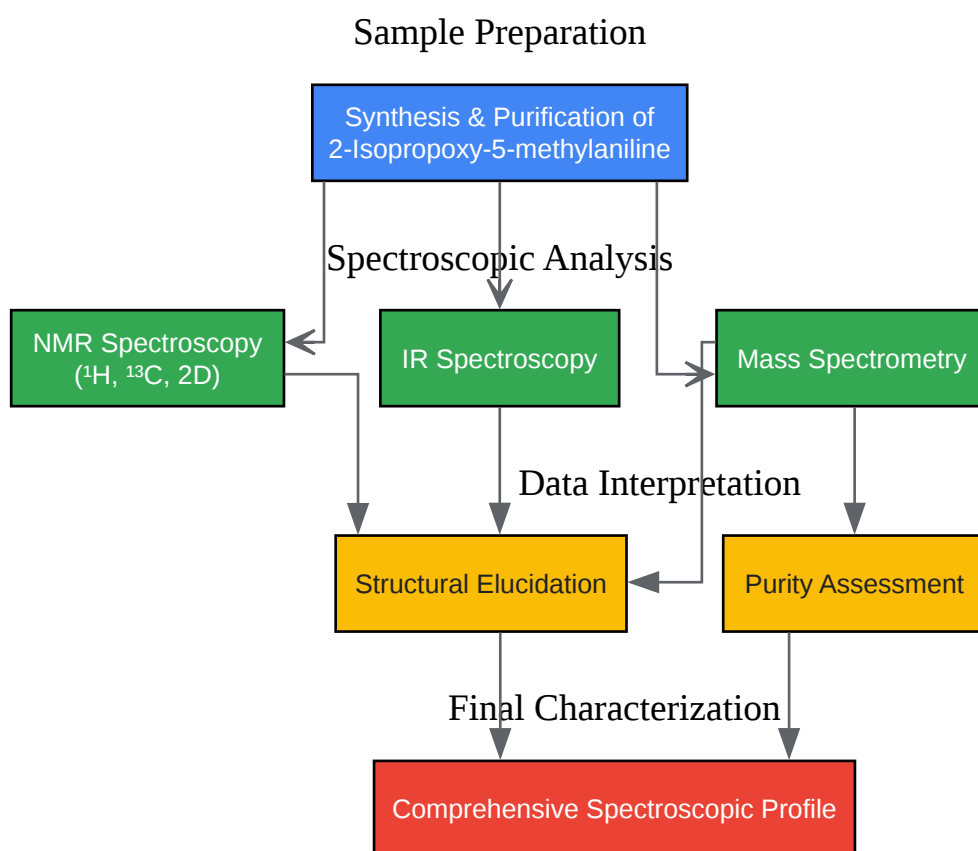 Sample Preparation
Synthesis & Purification of
2-Isopropoxy-5-methylaniline
Spectroscopic Analysis
NMR Spectroscopy
(¹H, ¹³C, 2D)
IR Spectroscopy
Mass Spectrometry
Data Interpretation
Structural Elucidation
Purity Assessment
Final Characterization
Comprehensive Spectroscopic Profile